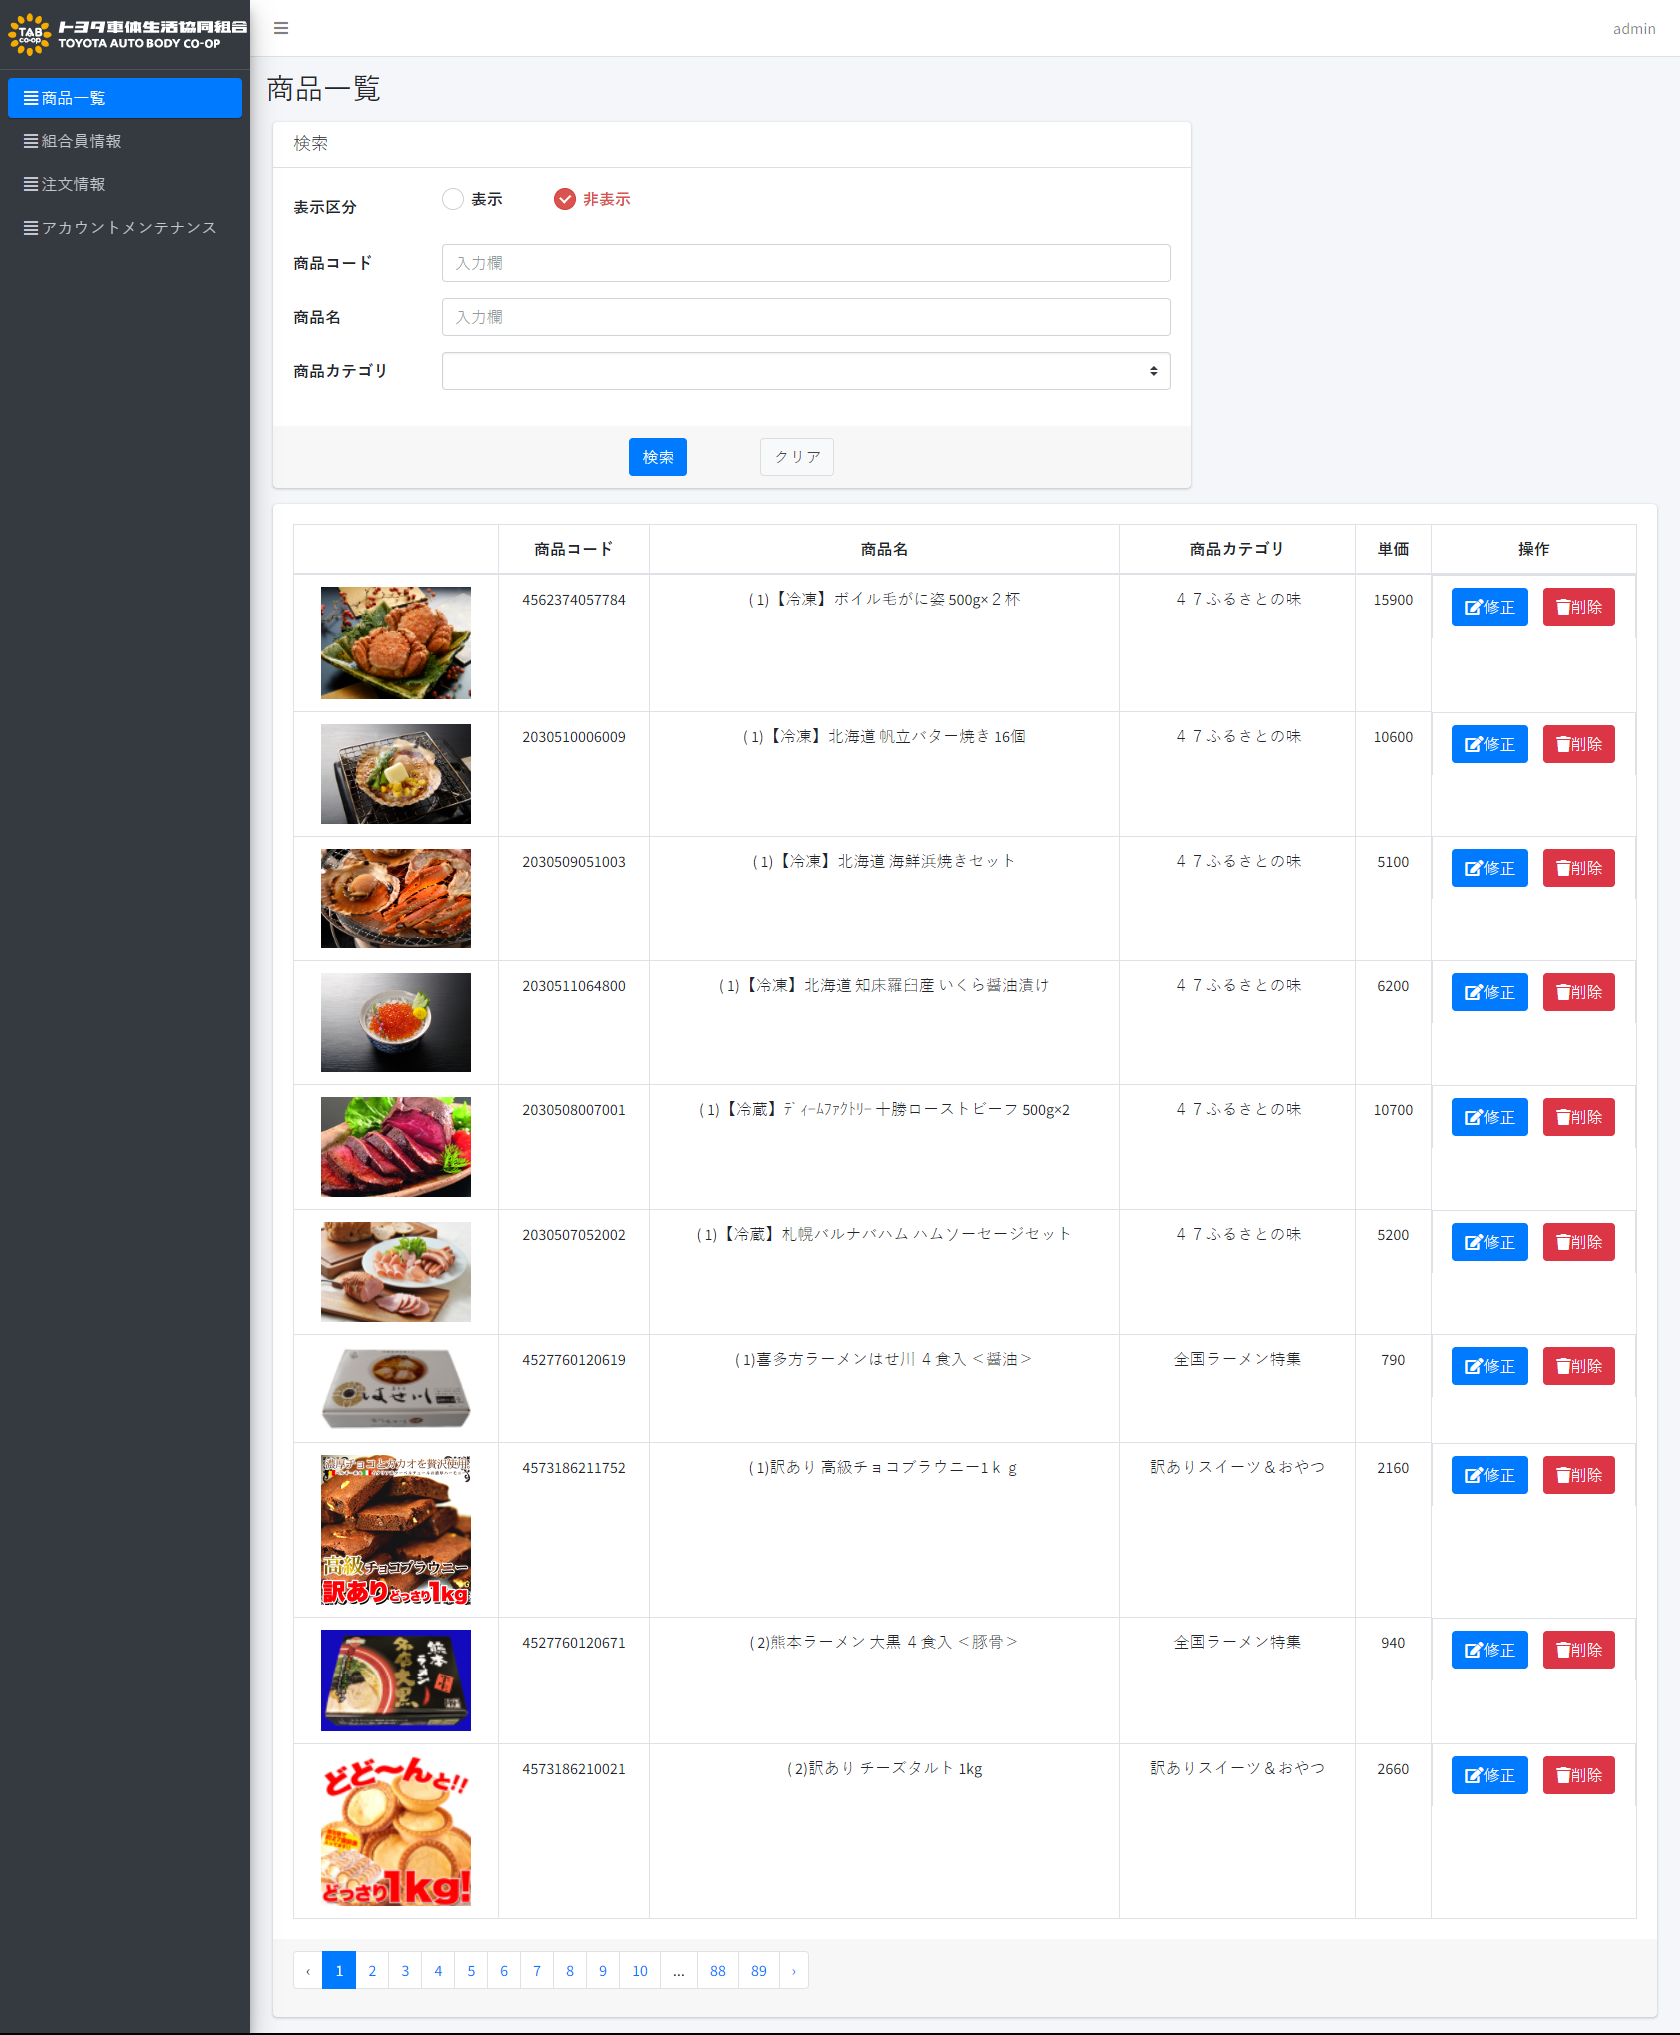 TAB
co-op
トヨタ車体生活協同組合
TOYOTA AUTO BODY CO-OP
admin
商品一覧
組合員情報
注文情報
アカウントメンテナンス
商品一覧
検索
表示区分
表示
非表示
商品コード
入力欄
商品名
入力欄
商品カテゴリ
検索
クリア
商品コード 商品名 商品カテゴリ 単価 操作
4562374057784 ( 1)【冷凍】ボイル毛がに姿 500g×２杯 ４７ふるさとの味 15900 修正 削除
2030510006009 ( 1)【冷凍】北海道 帆立バター焼き 16個 ４７ふるさとの味 10600 修正 削除
2030509051003 ( 1)【冷凍】北海道 海鮮浜焼きセット ４７ふるさとの味 5100 修正 削除
2030511064800 ( 1)【冷凍】北海道 知床羅臼産 いくら醤油漬け ４７ふるさとの味 6200 修正 削除
2030508007001 ( 1)【冷蔵】ﾃﾞｨｰﾑﾌｧｸﾄﾘｰ 十勝ローストビーフ 500g×2 ４７ふるさとの味 10700 修正 削除
2030507052002 ( 1)【冷蔵】札幌バルナバハム ハムソーセージセット ４７ふるさとの味 5200 修正 削除
はせ川
4527760120619 ( 1)喜多方ラーメンはせ川 ４食入 ＜醤油＞ 全国ラーメン特集 790 修正 削除
濃厚チョコとカカオを贅沢使用
高級チョコブラウニー
訳ありどっさり1kg
4573186211752 ( 1)訳あり 高級チョコブラウニー1ｋｇ 訳ありスイーツ＆おやつ 2160 修正 削除
熊本
ラーメン
大黒
4527760120671 ( 2)熊本ラーメン 大黒 ４食入 ＜豚骨＞ 全国ラーメン特集 940 修正 削除
どど〜んと!!
どっさり1kg!
4573186210021 ( 2)訳あり チーズタルト 1kg 訳ありスイーツ＆おやつ 2660 修正 削除
‹ 1 2 3 4 5 6 7 8 9 10 ... 88 89 ›